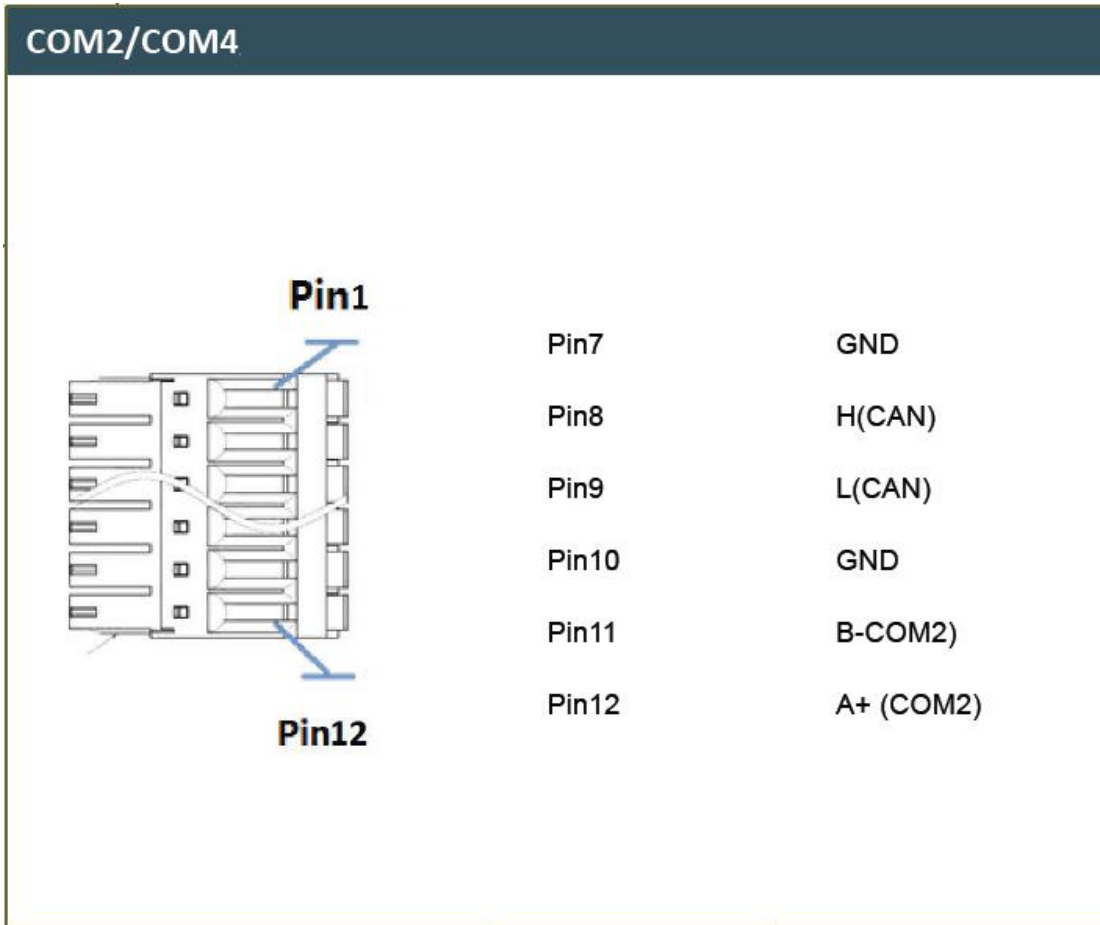 COM2/COM4
Pin1
Pin7 GND
Pin8 H(CAN)
Pin9 L(CAN)
Pin10 GND
Pin11 B-COM2)
Pin12 A+ (COM2)
Pin12